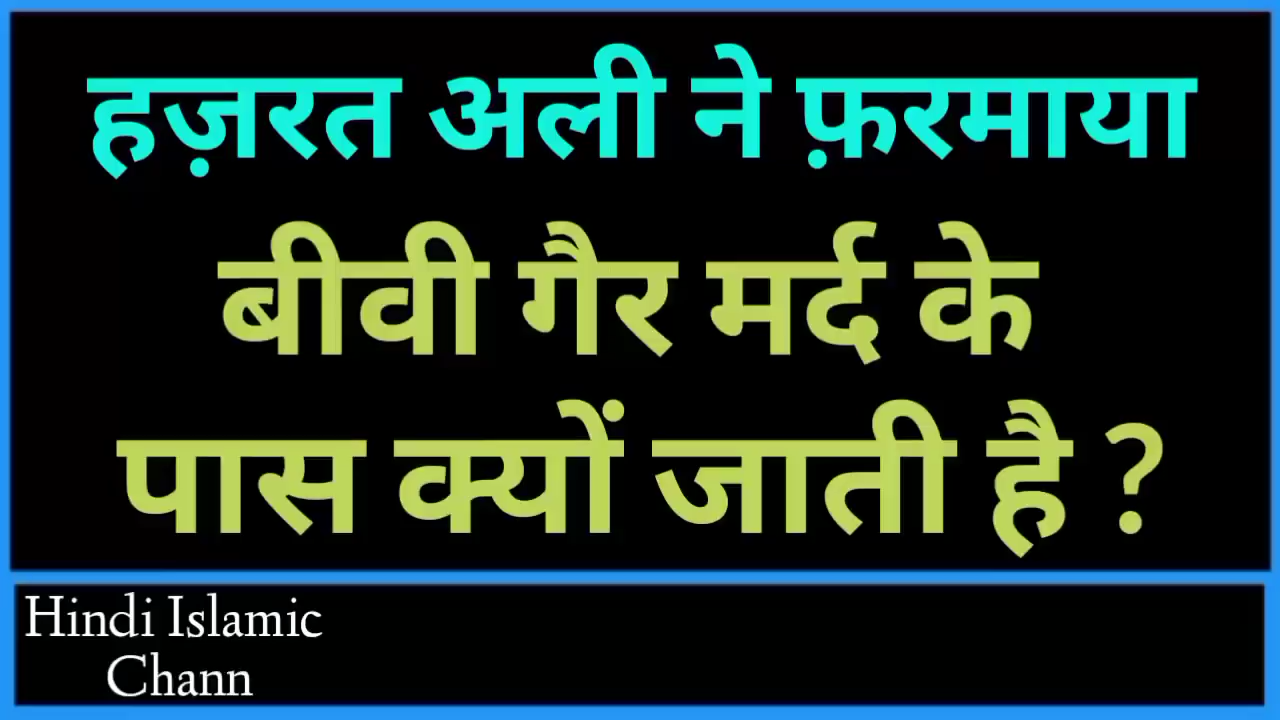 हज़रत अली ने फ़रमाया
बीवी गैर मर्द के
पास क्यों जाती है ?
Hindi Islamic
Chann